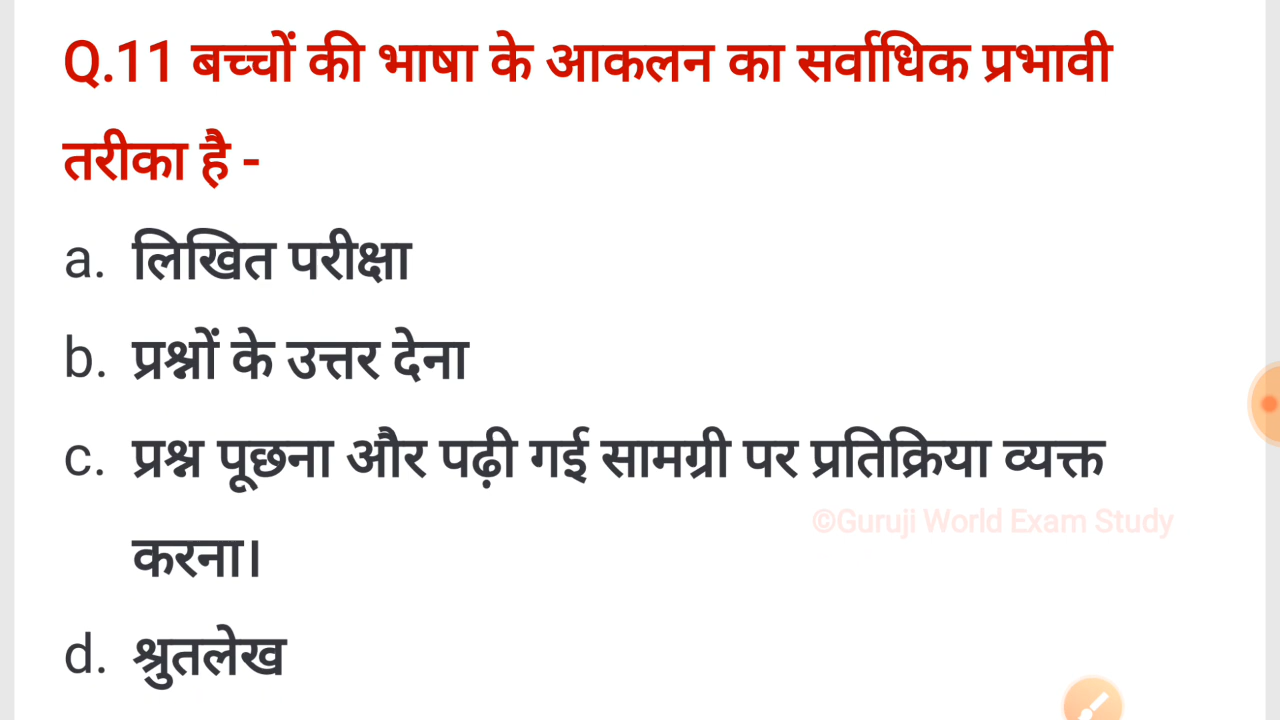 Q.11 बच्चों की भाषा के आकलन का सर्वाधिक प्रभावी
तरीका है -
a. लिखित परीक्षा
b. प्रश्नों के उत्तर देना
c. प्रश्न पूछना और पढ़ी गई सामग्री पर प्रतिक्रिया व्यक्त
©Guruji World Exam Study
करना।
d. श्रुतलेख